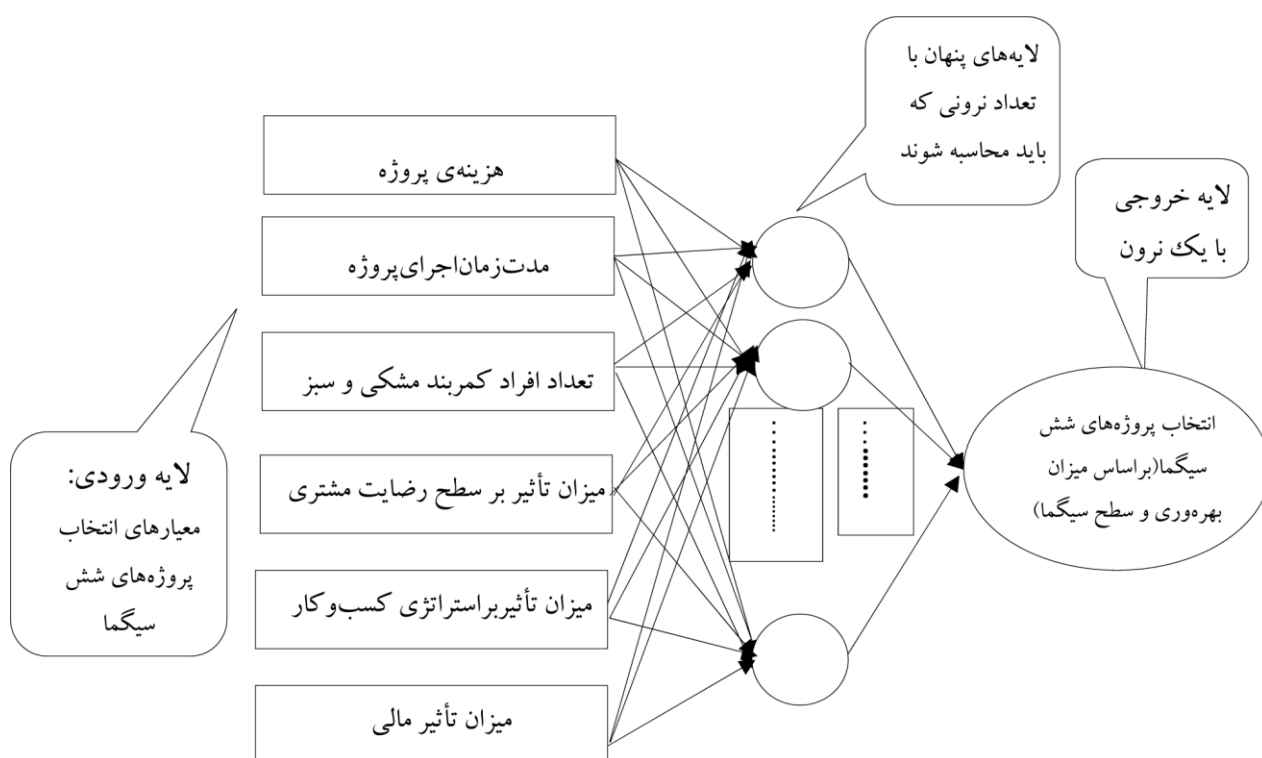 لایه‌های پنهان با
تعداد نرونی که
باید محاسبه شوند
لایه خروجی
با یک نرون
هزینه‌ی پروژه
مدت‌زمان‌اجرای‌پروژه
تعداد افراد کمربند مشکی و سبز
میزان تأثیر بر سطح رضایت مشتری
میزان تأثیربراستراتژی کسب‌وکار
میزان تأثیر مالی
لایه ورودی:
معیارهای انتخاب
پروژه‌های شش
سیگما
انتخاب پروژه‌های شش
سیگما(براساس میزان
بهره‌وری و سطح سیگما)